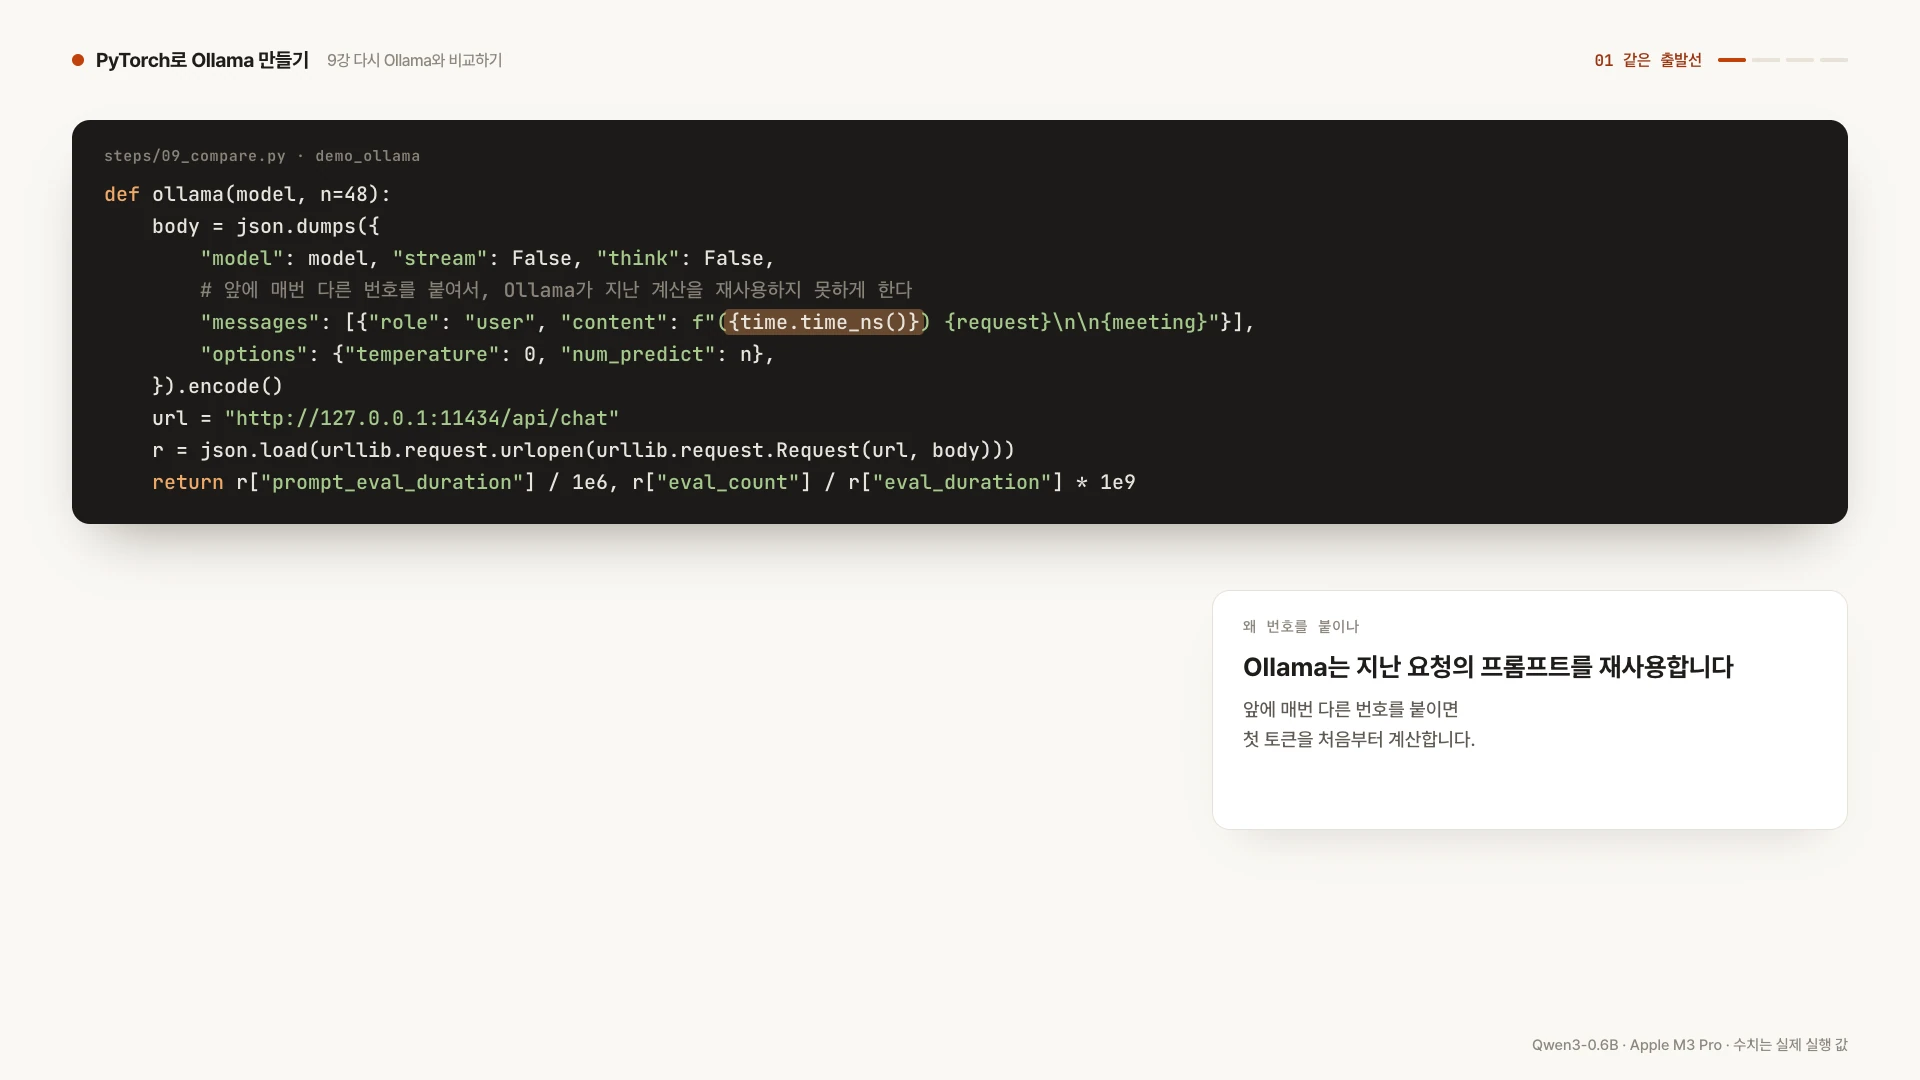 PyTorch로 Ollama 만들기 9강 다시 Ollama와 비교하기
01 같은 출발선
steps/09_compare.py · demo_ollama
def ollama(model, n=48):
    body = json.dumps({
        "model": model, "stream": False, "think": False,
        # 앞에 매번 다른 번호를 붙여서, Ollama가 지난 계산을 재사용하지 못하게 한다
        "messages": [{"role": "user", "content": f"({time.time_ns()}) {request}\n\n{meeting}"}],
        "options": {"temperature": 0, "num_predict": n},
    }).encode()
    url = "http://127.0.0.1:11434/api/chat"
    r = json.load(urllib.request.urlopen(urllib.request.Request(url, body)))
    return r["prompt_eval_duration"] / 1e6, r["eval_count"] / r["eval_duration"] * 1e9
왜 번호를 붙이나
Ollama는 지난 요청의 프롬프트를 재사용합니다
앞에 매번 다른 번호를 붙이면
첫 토큰을 처음부터 계산합니다.
Qwen3-0.6B · Apple M3 Pro · 수치는 실제 실행 값